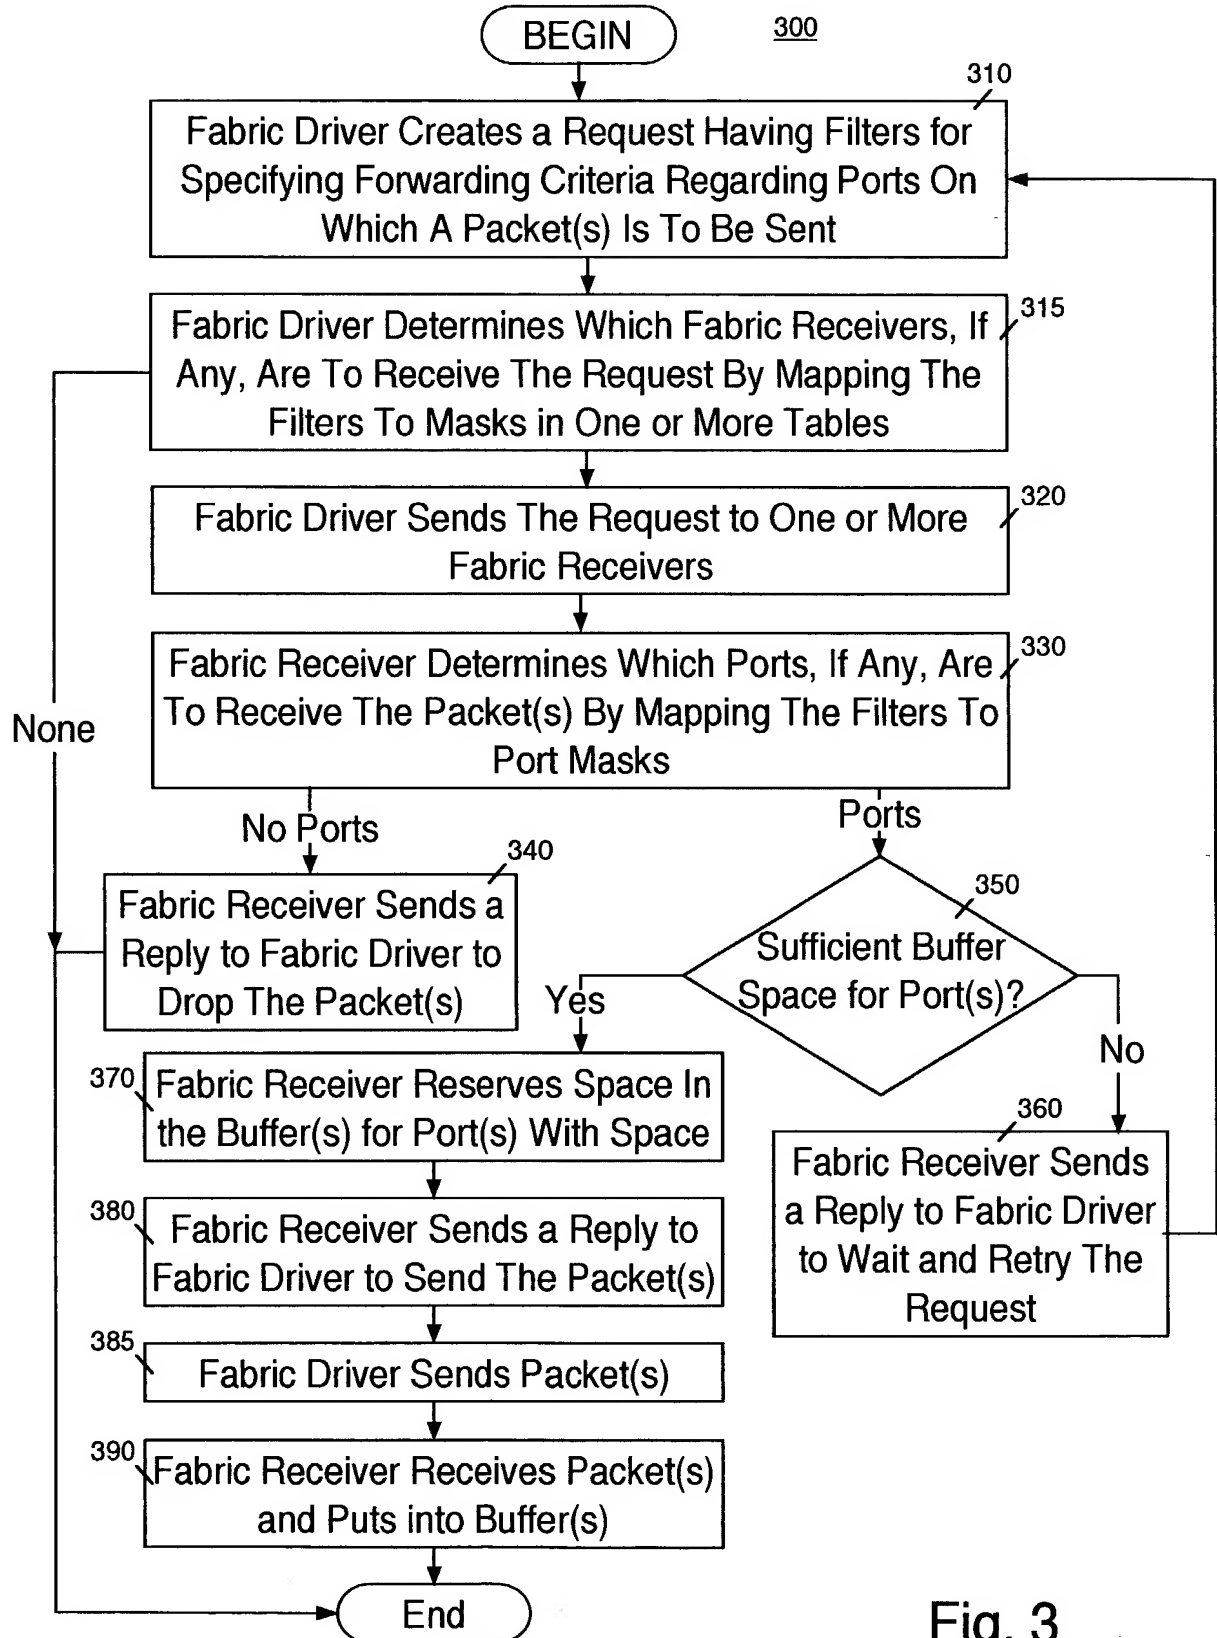 BEGIN
300
310
Fabric Driver Creates a Request Having Filters for
Specifying Forwarding Criteria Regarding Ports On
Which A Packet(s) Is To Be Sent
315
Fabric Driver Determines Which Fabric Receivers, If
Any, Are To Receive The Request By Mapping The
Filters To Masks in One or More Tables
320
Fabric Driver Sends The Request to One or More
Fabric Receivers
330
Fabric Receiver Determines Which Ports, If Any, Are
To Receive The Packet(s) By Mapping The Filters To
Port Masks
None
No Ports
Ports
340
Fabric Receiver Sends a
Reply to Fabric Driver to
Drop The Packet(s)
350
Sufficient Buffer
Space for Port(s)?
Yes
No
370
Fabric Receiver Reserves Space In
the Buffer(s) for Port(s) With Space
360
Fabric Receiver Sends
a Reply to Fabric Driver
to Wait and Retry The
Request
380
Fabric Receiver Sends a Reply to
Fabric Driver to Send The Packet(s)
385
Fabric Driver Sends Packet(s)
390
Fabric Receiver Receives Packet(s)
and Puts into Buffer(s)
End
Fig. 3